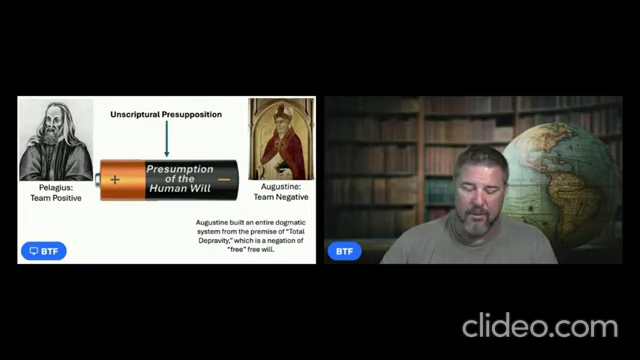 Unscriptural Presupposition
+
Presumption
of the
Human Will
−
Pelagius:
Team Positive
Augustine:
Team Negative
Augustine built an entire dogmatic
system from the premise of “Total
Depravity,” which is a negation of
“free” free will.
BTF
BTF
clideo.com